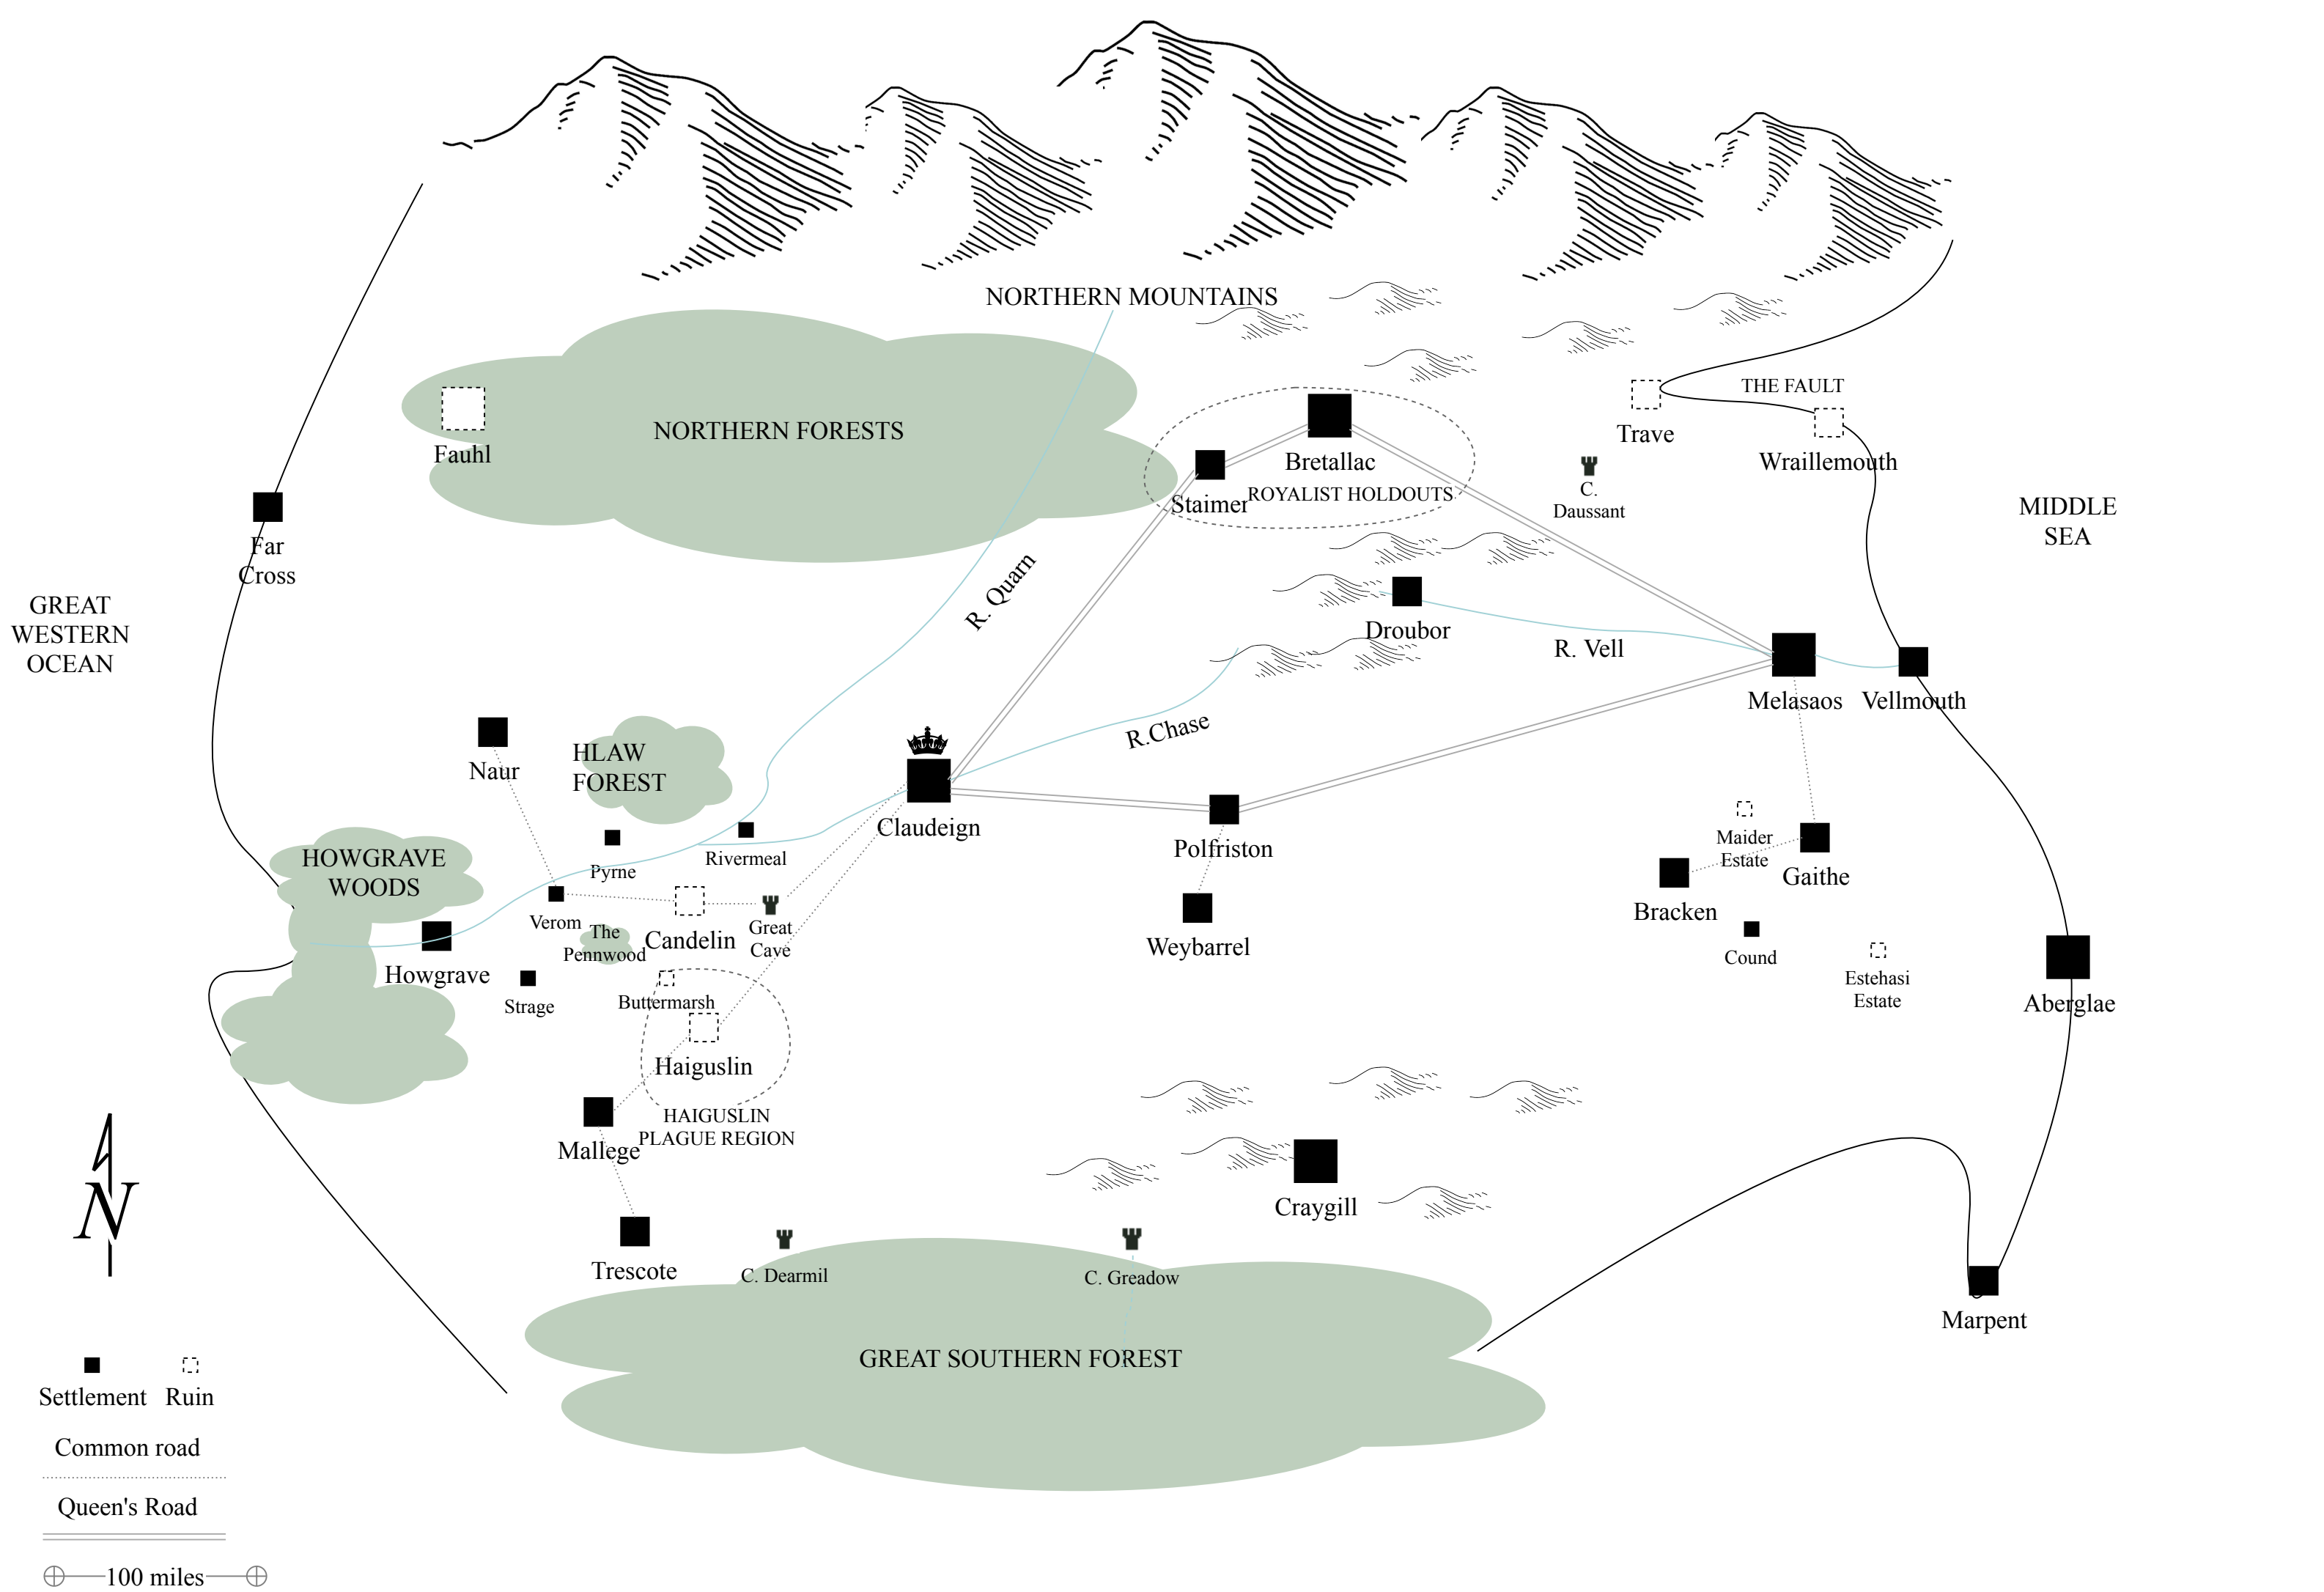 NORTHERN MOUNTAINS
THE FAULT
NORTHERN FORESTS
Fauhl
Trave
Bretallac
Wraillemouth
ROYALIST HOLDOUTS
Staimer
C.
Daussant
MIDDLE
SEA
Far
Cross
R. Quarn
GREAT
WESTERN
OCEAN
Droubor
R. Vell
Melasaos
Vellmouth
R.Chase
HLAW
FOREST
Naur
Claudeign
Polfriston
Maider
Estate
Rivermeal
HOWGRAVE
WOODS
Pyrne
Gaithe
Bracken
Verom
The
Pennwood
Candelin
Great
Cave
Weybarrel
Cound
Howgrave
Estehasi
Estate
Strage
Buttermarsh
Aberglae
Haiguslin
HAIGUSLIN
PLAGUE REGION
Mallege
Craygill
N
Trescote
C. Dearmil
C. Greadow
Marpent
GREAT SOUTHERN FOREST
Settlement
Ruin
Common road
Queen's Road
100 miles